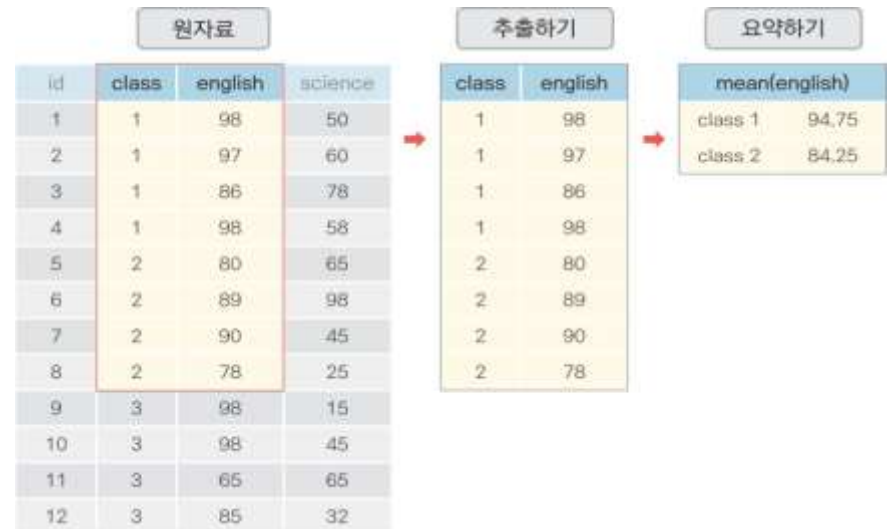 원자료 추출하기 요약하기
id class english science class english mean(english)
1 1 98 50 1 98 class 1 94.75
2 1 97 60 1 97 class 2 84.25
3 1 86 78 1 86
4 1 98 58 1 98
5 2 80 65 2 80
6 2 89 98 2 89
7 2 90 45 2 90
8 2 78 25 2 78
9 3 98 15
10 3 98 45
11 3 65 65
12 3 85 32